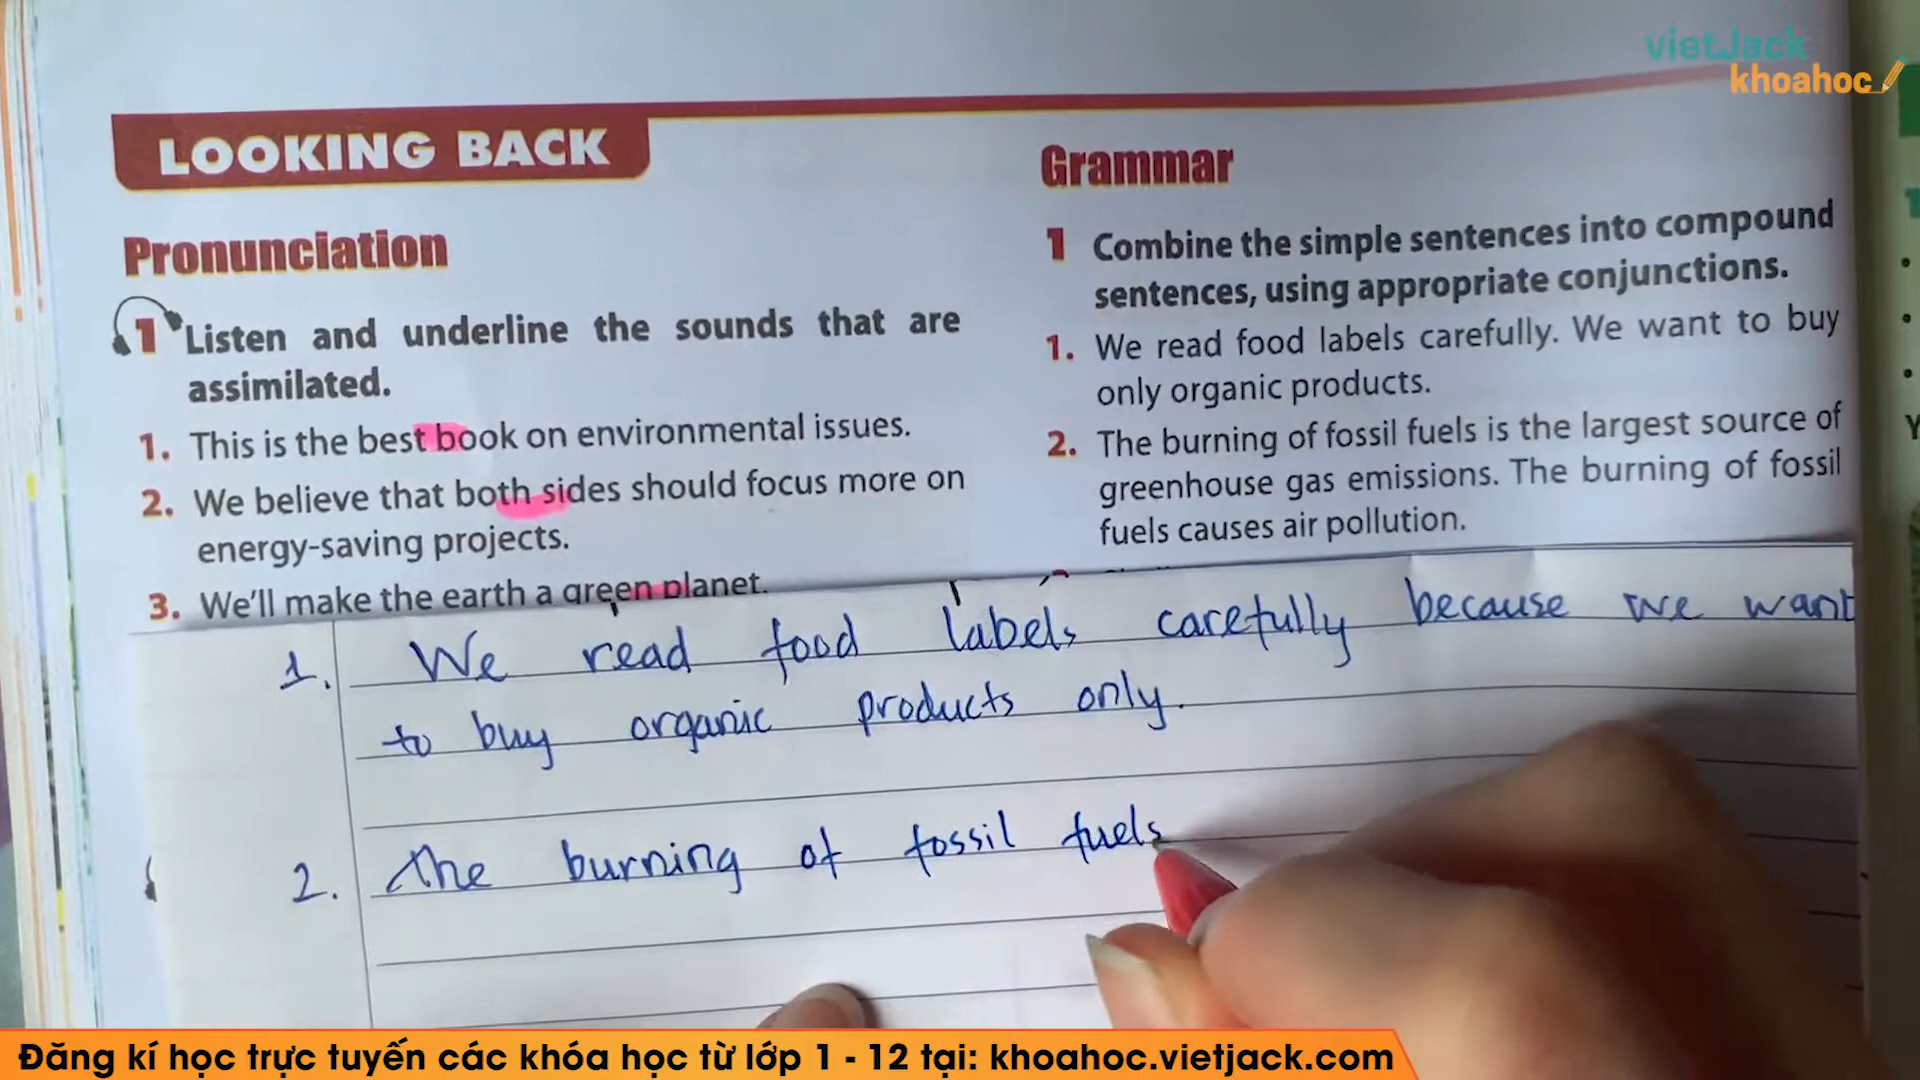 vietJack
khoahoc
LOOKING BACK
Pronunciation
1 Listen and underline the sounds that are
assimilated.
1. This is the best book on environmental issues.
2. We believe that both sides should focus more on
energy-saving projects.
3. We'll make the earth a green planet.
Grammar
1 Combine the simple sentences into compound
sentences, using appropriate conjunctions.
1. We read food labels carefully. We want to buy
only organic products.
2. The burning of fossil fuels is the largest source of
greenhouse gas emissions. The burning of fossil
fuels causes air pollution.
1. We read food labels carefully because we want
to buy organic products only.
2. The burning of fossil fuels
Đăng kí học trực tuyến các khóa học từ lớp 1 - 12 tại: khoahoc.vietjack.com